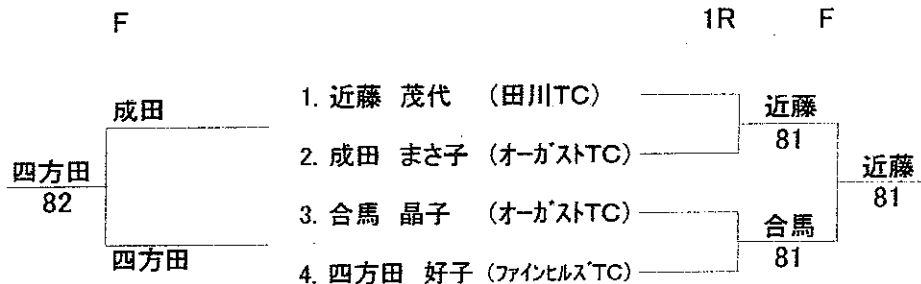 F
1R
F
成田
四方田
82
四方田
1. 近藤 茂代 (田川TC)
2. 成田 まさ子 (オーガストTC)
3. 合馬 晶子 (オーガストTC)
4. 四方田 好子 (ファインヒルズTC)
近藤
81
合馬
81
近藤
81